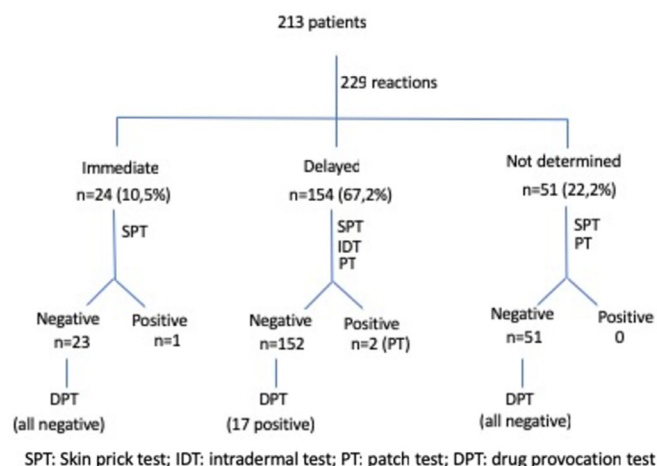 213 patients
229 reactions
Immediate
n=24 (10,5%)
Delayed
n=154 (67,2%)
Not determined
n=51 (22,2%)
SPT
SPT
IDT
PT
SPT
PT
Negative
n=23
Positive
n=1
Negative
n=152
Positive
n=2 (PT)
Negative
n=51
Positive
0
DPT
(all negative)
DPT
(17 positive)
DPT
(all negative)
SPT: Skin prick test; IDT: intradermal test; PT: patch test; DPT: drug provocation test